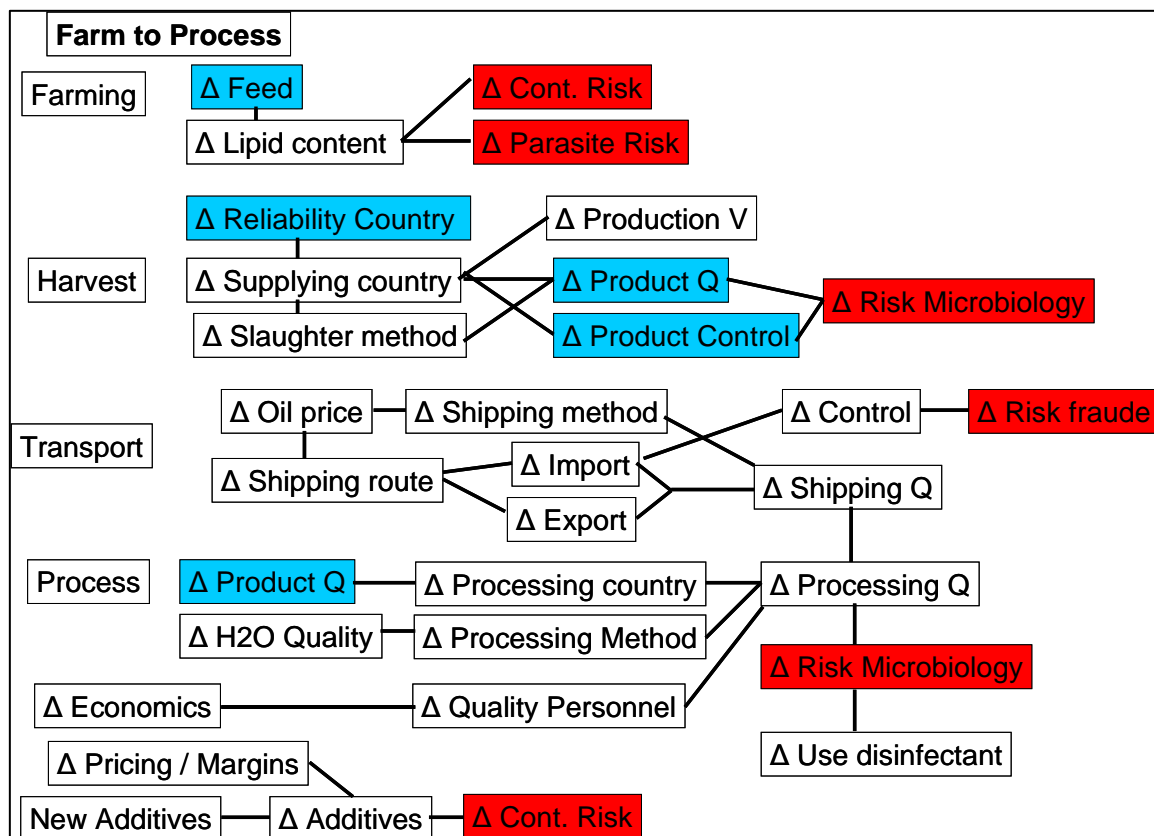 Farm to Process
Farming
Δ Feed
Δ Cont. Risk
Δ Lipid content
Δ Parasite Risk
Δ Reliability Country
Δ Production V
Harvest
Δ Supplying country
Δ Product Q
Δ Risk Microbiology
Δ Slaughter method
Δ Product Control
Transport
Δ Oil price
Δ Shipping method
Δ Control
Δ Risk fraude
Δ Shipping route
Δ Import
Δ Export
Δ Shipping Q
Process
Δ Product Q
Δ Processing country
Δ Processing Q
Δ H2O Quality
Δ Processing Method
Δ Risk Microbiology
Δ Economics
Δ Quality Personnel
Δ Use disinfectant
Δ Pricing / Margins
New Additives
Δ Additives
Δ Cont. Risk